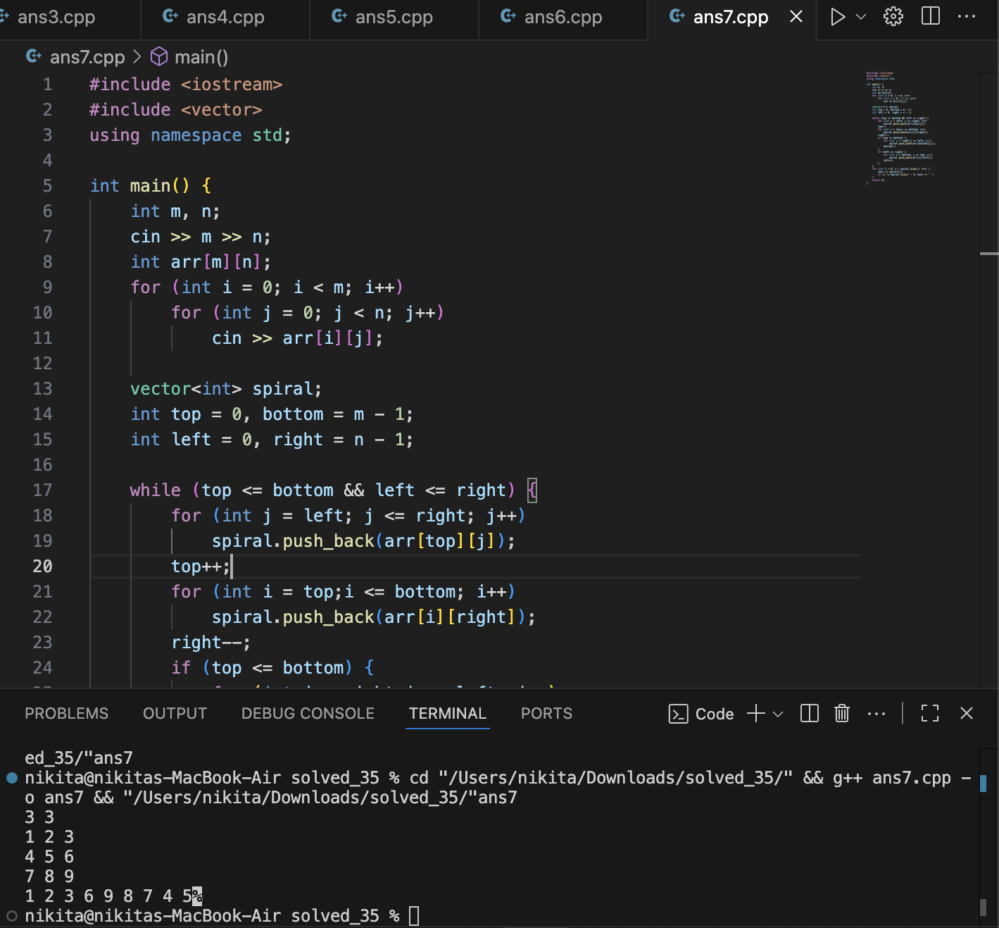 ans3.cpp ans4.cpp ans5.cpp ans6.cpp ans7.cpp
ans7.cpp > main()
1 #include <iostream>
2 #include <vector>
3 using namespace std;
4
5 int main() {
6 int m, n;
7 cin >> m >> n;
8 int arr[m][n];
9 for (int i = 0; i < m; i++)
10 for (int j = 0; j < n; j++)
11 cin >> arr[i][j];
12
13 vector<int> spiral;
14 int top = 0, bottom = m - 1;
15 int left = 0, right = n - 1;
16
17 while (top <= bottom && left <= right) {
18 for (int j = left; j <= right; j++)
19 spiral.push_back(arr[top][j]);
20 top++;
21 for (int i = top;i <= bottom; i++)
22 spiral.push_back(arr[i][right]);
23 right--;
24 if (top <= bottom) {
PROBLEMS OUTPUT DEBUG CONSOLE TERMINAL PORTS Code
ed_35/"ans7
nikita@nikitas-MacBook-Air solved_35 % cd "/Users/nikita/Downloads/solved_35/" && g++ ans7.cpp -
o ans7 && "/Users/nikita/Downloads/solved_35/"ans7
3 3
1 2 3
4 5 6
7 8 9
1 2 3 6 9 8 7 4 5%
nikita@nikitas-MacBook-Air solved_35 %